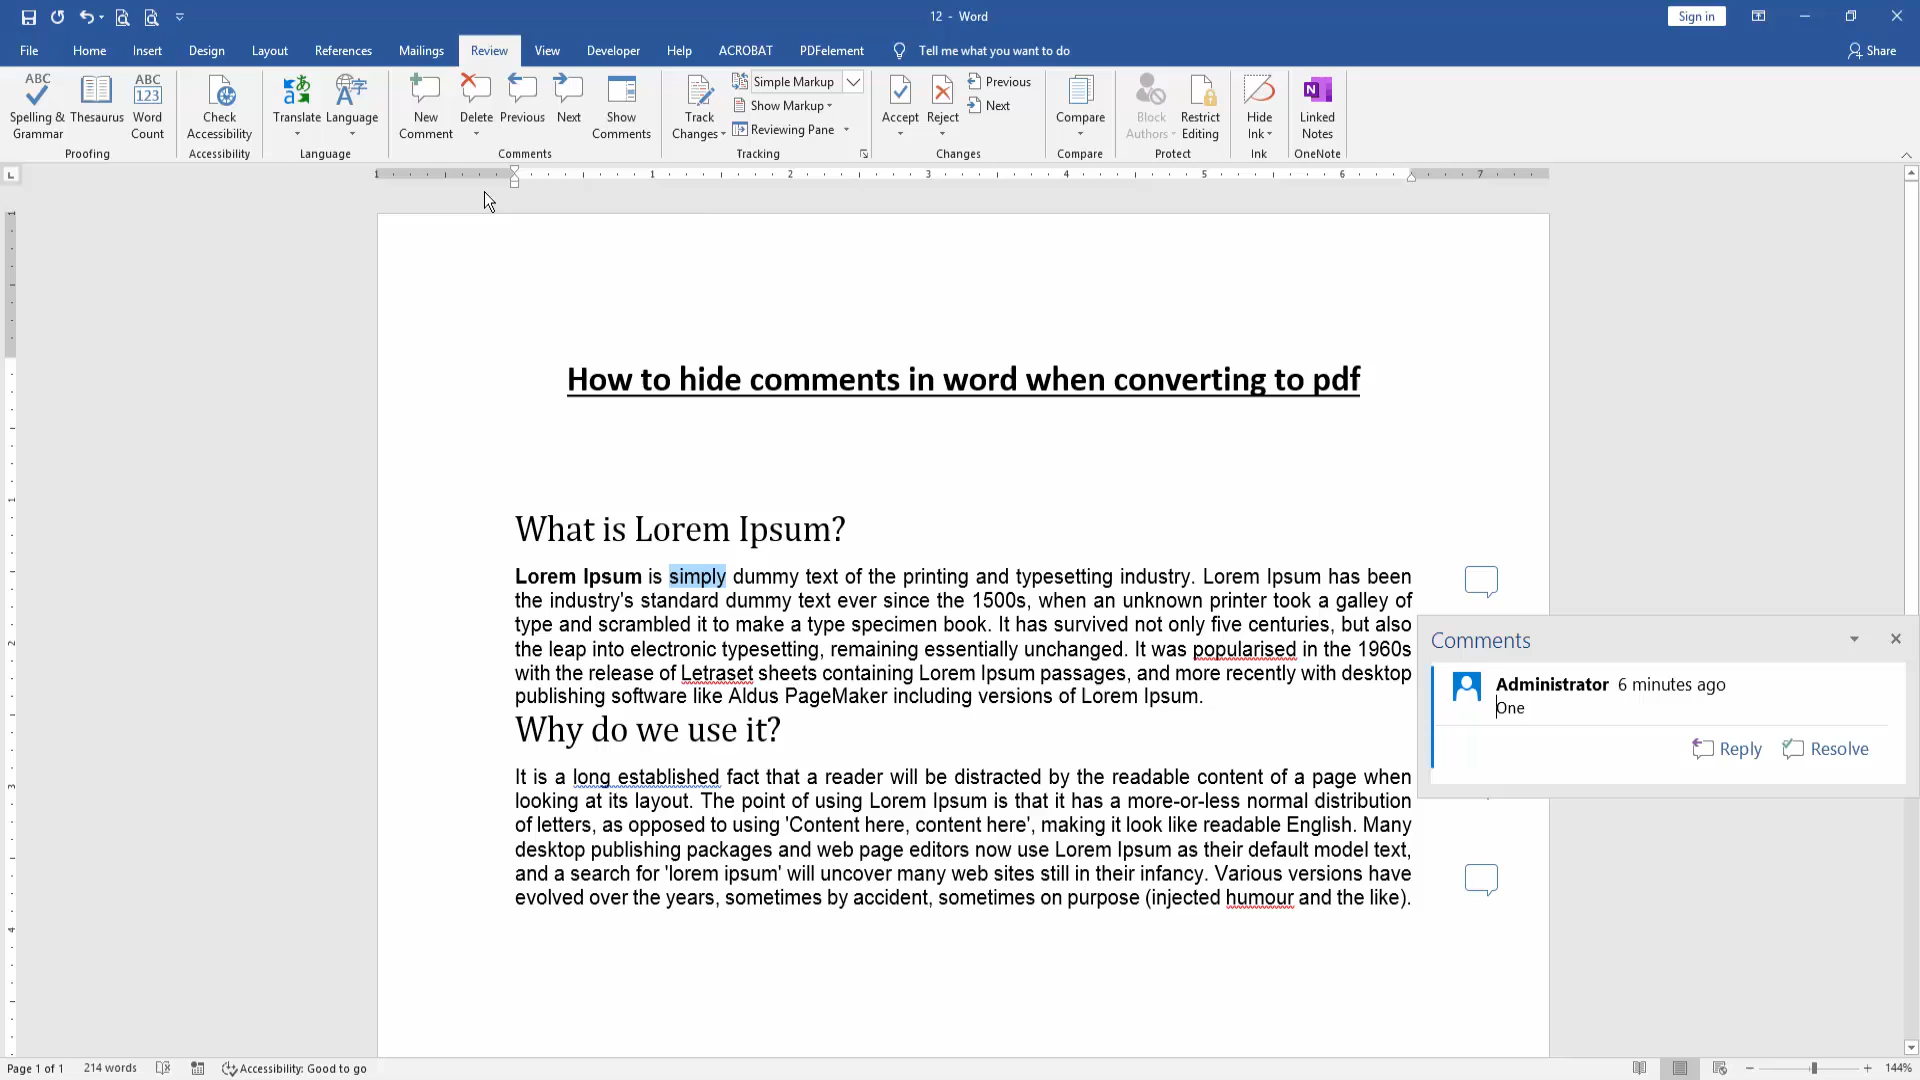 12 - Word
Sign in
File Home Insert Design Layout References Mailings Review View Developer Help ACROBAT PDFelement Tell me what you want to do Share
ABC Spelling & Grammar
Thesaurus
ABC 123 Word Count
Proofing
Check Accessibility
Accessibility
Translate
Language
Language
New Comment
Delete
Previous
Next
Show Comments
Comments
Track Changes
Simple Markup
Show Markup
Reviewing Pane
Tracking
Accept
Reject
Previous
Next
Changes
Compare
Compare
Block Authors
Restrict Editing
Protect
Hide Ink
Ink
N
Linked Notes
OneNote
L
1 1 2 3 4 5 6 7
How to hide comments in word when converting to pdf
What is Lorem Ipsum?
Lorem Ipsum is simply dummy text of the printing and typesetting industry. Lorem Ipsum has been
the industry's standard dummy text ever since the 1500s, when an unknown printer took a galley of
type and scrambled it to make a type specimen book. It has survived not only five centuries, but also
the leap into electronic typesetting, remaining essentially unchanged. It was popularised in the 1960s
with the release of Letraset sheets containing Lorem Ipsum passages, and more recently with desktop
publishing software like Aldus PageMaker including versions of Lorem Ipsum.
Why do we use it?
It is a long established fact that a reader will be distracted by the readable content of a page when
looking at its layout. The point of using Lorem Ipsum is that it has a more-or-less normal distribution
of letters, as opposed to using 'Content here, content here', making it look like readable English. Many
desktop publishing packages and web page editors now use Lorem Ipsum as their default model text,
and a search for 'lorem ipsum' will uncover many web sites still in their infancy. Various versions have
evolved over the years, sometimes by accident, sometimes on purpose (injected humour and the like).
Comments
Administrator 6 minutes ago
One
Reply Resolve
1
1
2
3
4
Page 1 of 1 214 words Accessibility: Good to go 144%